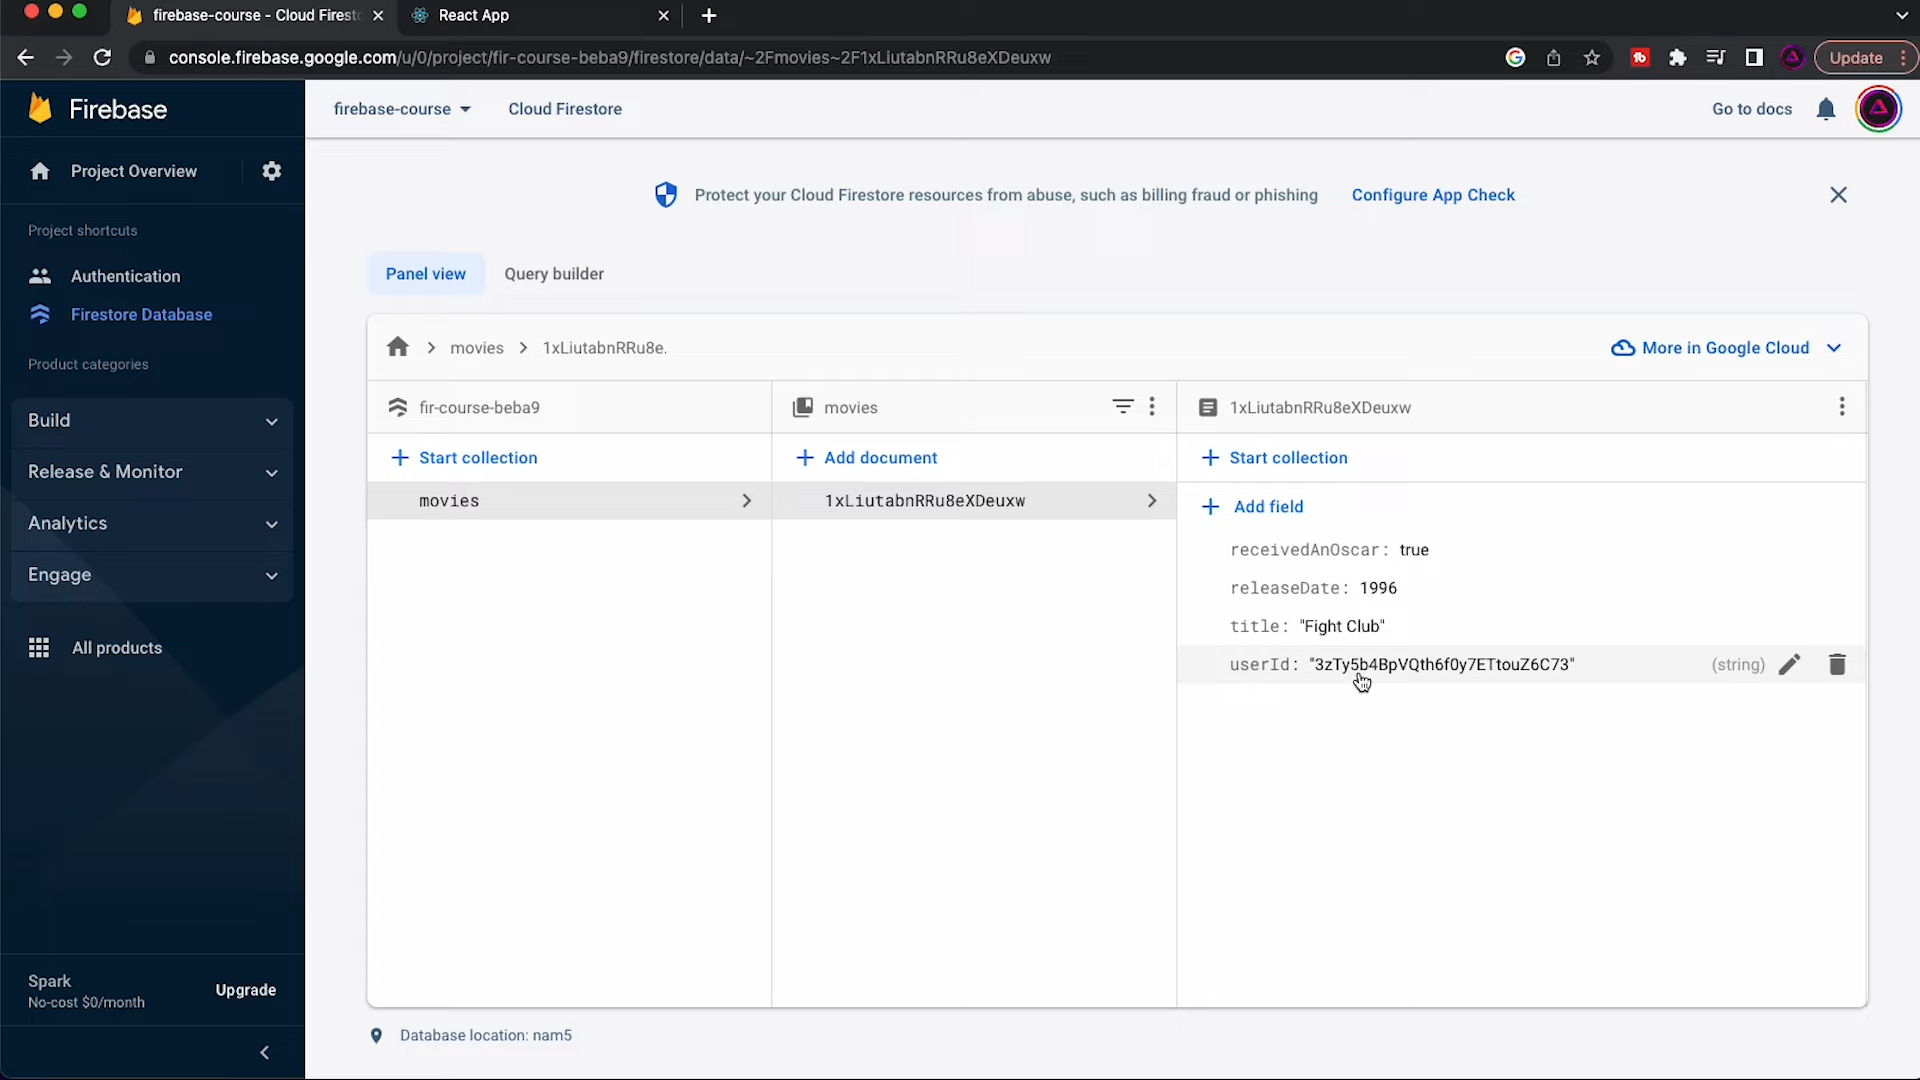 firebase-course - Cloud Firest
React App
console.firebase.google.com/u/0/project/fir-course-beba9/firestore/data/~2Fmovies~2F1xLiutabnRRu8eXDeuxw
Update
Firebase
firebase-course
Cloud Firestore
Go to docs
Project Overview
Protect your Cloud Firestore resources from abuse, such as billing fraud or phishing
Configure App Check
Project shortcuts
Authentication
Firestore Database
Product categories
Build
Release & Monitor
Analytics
Engage
All products
Spark
No-cost $0/month
Upgrade
Panel view
Query builder
movies
1xLiutabnRRu8e.
More in Google Cloud
fir-course-beba9
Start collection
movies
movies
Add document
1xLiutabnRRu8eXDeuxw
1xLiutabnRRu8eXDeuxw
Start collection
Add field
receivedAnOscar: true
releaseDate: 1996
title: "Fight Club"
userId: "3zTy5b4BpVQth6f0y7ETtouZ6C73"
(string)
Database location: nam5